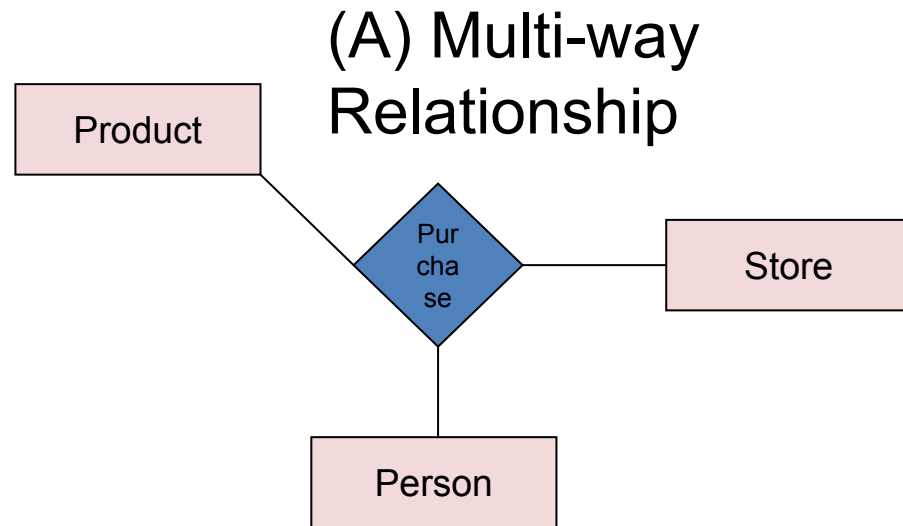 (A) Multi-way
Relationship
Product
Pur
cha
se
Store
Person